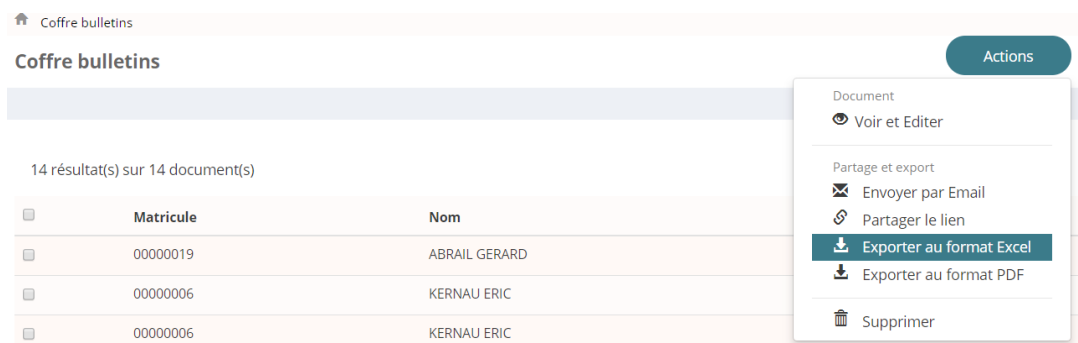 Coffre bulletins
Coffre bulletins
Actions
Document
Voir et Editer
14 résultat(s) sur 14 document(s)
Partage et export
Envoyer par Email
Partager le lien
Exporter au format Excel
Exporter au format PDF
Supprimer
Matricule Nom
00000019 ABRAIL GERARD
00000006 KERNAU ERIC
00000006 KERNAU ERIC